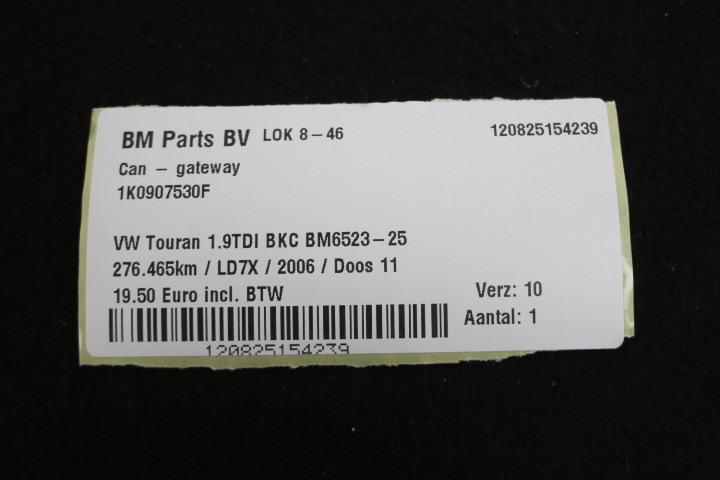 BM Parts BV LOK 8-46 120825154239
Can - gateway
1K0907530F
VW Touran 1.9TDI BKC BM6523-25
276.465km / LD7X / 2006 / Doos 11
19.50 Euro incl. BTW Verz: 10
Aantal: 1
120825154239